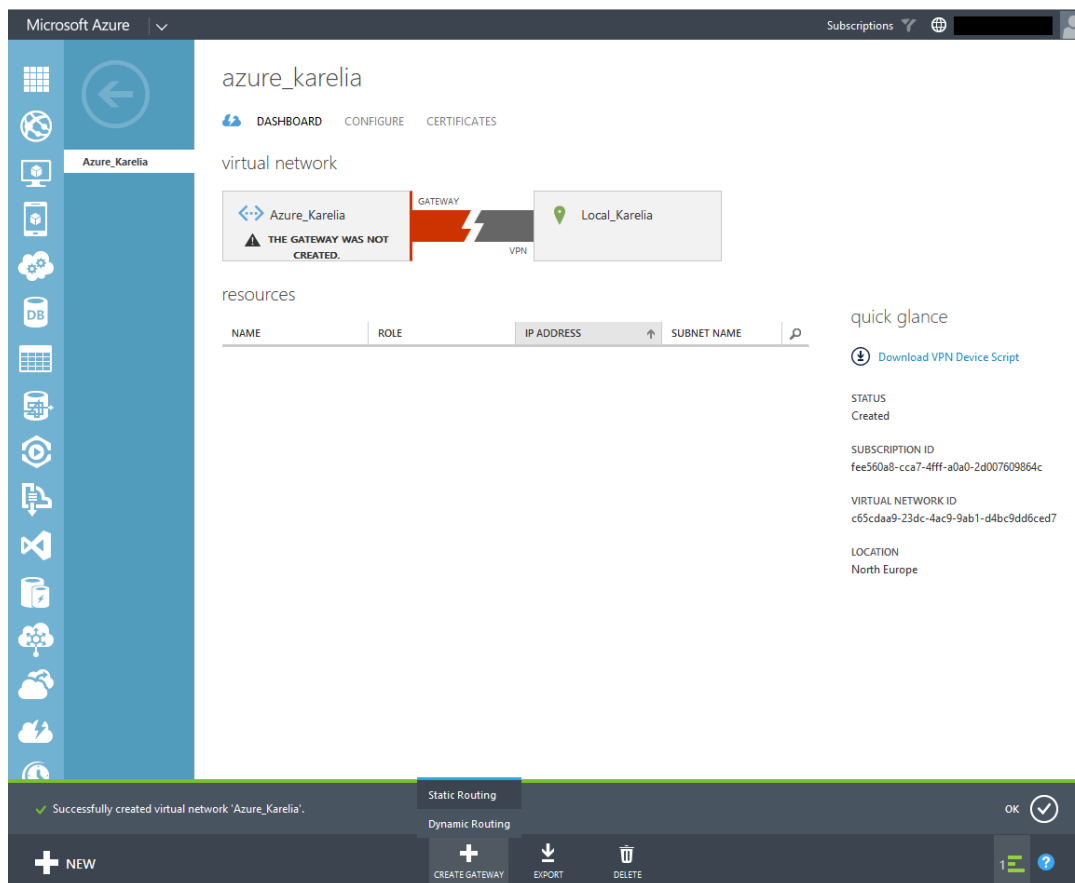 Microsoft Azure
Subscriptions
Azure_Karelia
azure_karelia
DASHBOARD CONFIGURE CERTIFICATES
virtual network
Azure_Karelia
THE GATEWAY WAS NOT
CREATED.
GATEWAY
VPN
Local_Karelia
resources
NAME ROLE IP ADDRESS SUBNET NAME
DB
quick glance
Download VPN Device Script
STATUS
Created
SUBSCRIPTION ID
fee560a8-cca7-4fff-a0a0-2d007609864c
VIRTUAL NETWORK ID
c65cdaa9-23dc-4ac9-9ab1-d4bc9dd6ced7
LOCATION
North Europe
Successfully created virtual network 'Azure_Karelia'.
Static Routing
Dynamic Routing
OK
NEW
CREATE GATEWAY
EXPORT
DELETE
1
?